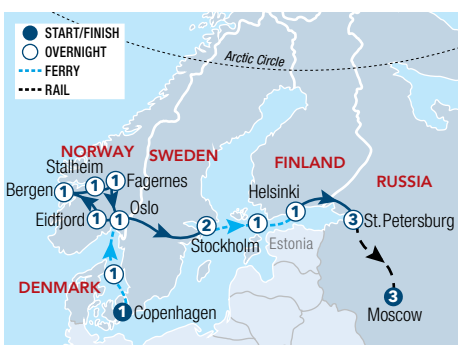 START/FINISH
1 OVERNIGHT
FERRY
RAIL
Arctic Circle
NORWAY
SWEDEN
FINLAND
RUSSIA
DENMARK
Stalheim
1
1
Fagernes
Bergen
1
Eidfjord
1
1
Oslo
2
Stockholm
1
Helsinki
1
Estonia
3
St.Petersburg
1
1
Copenhagen
3
Moscow